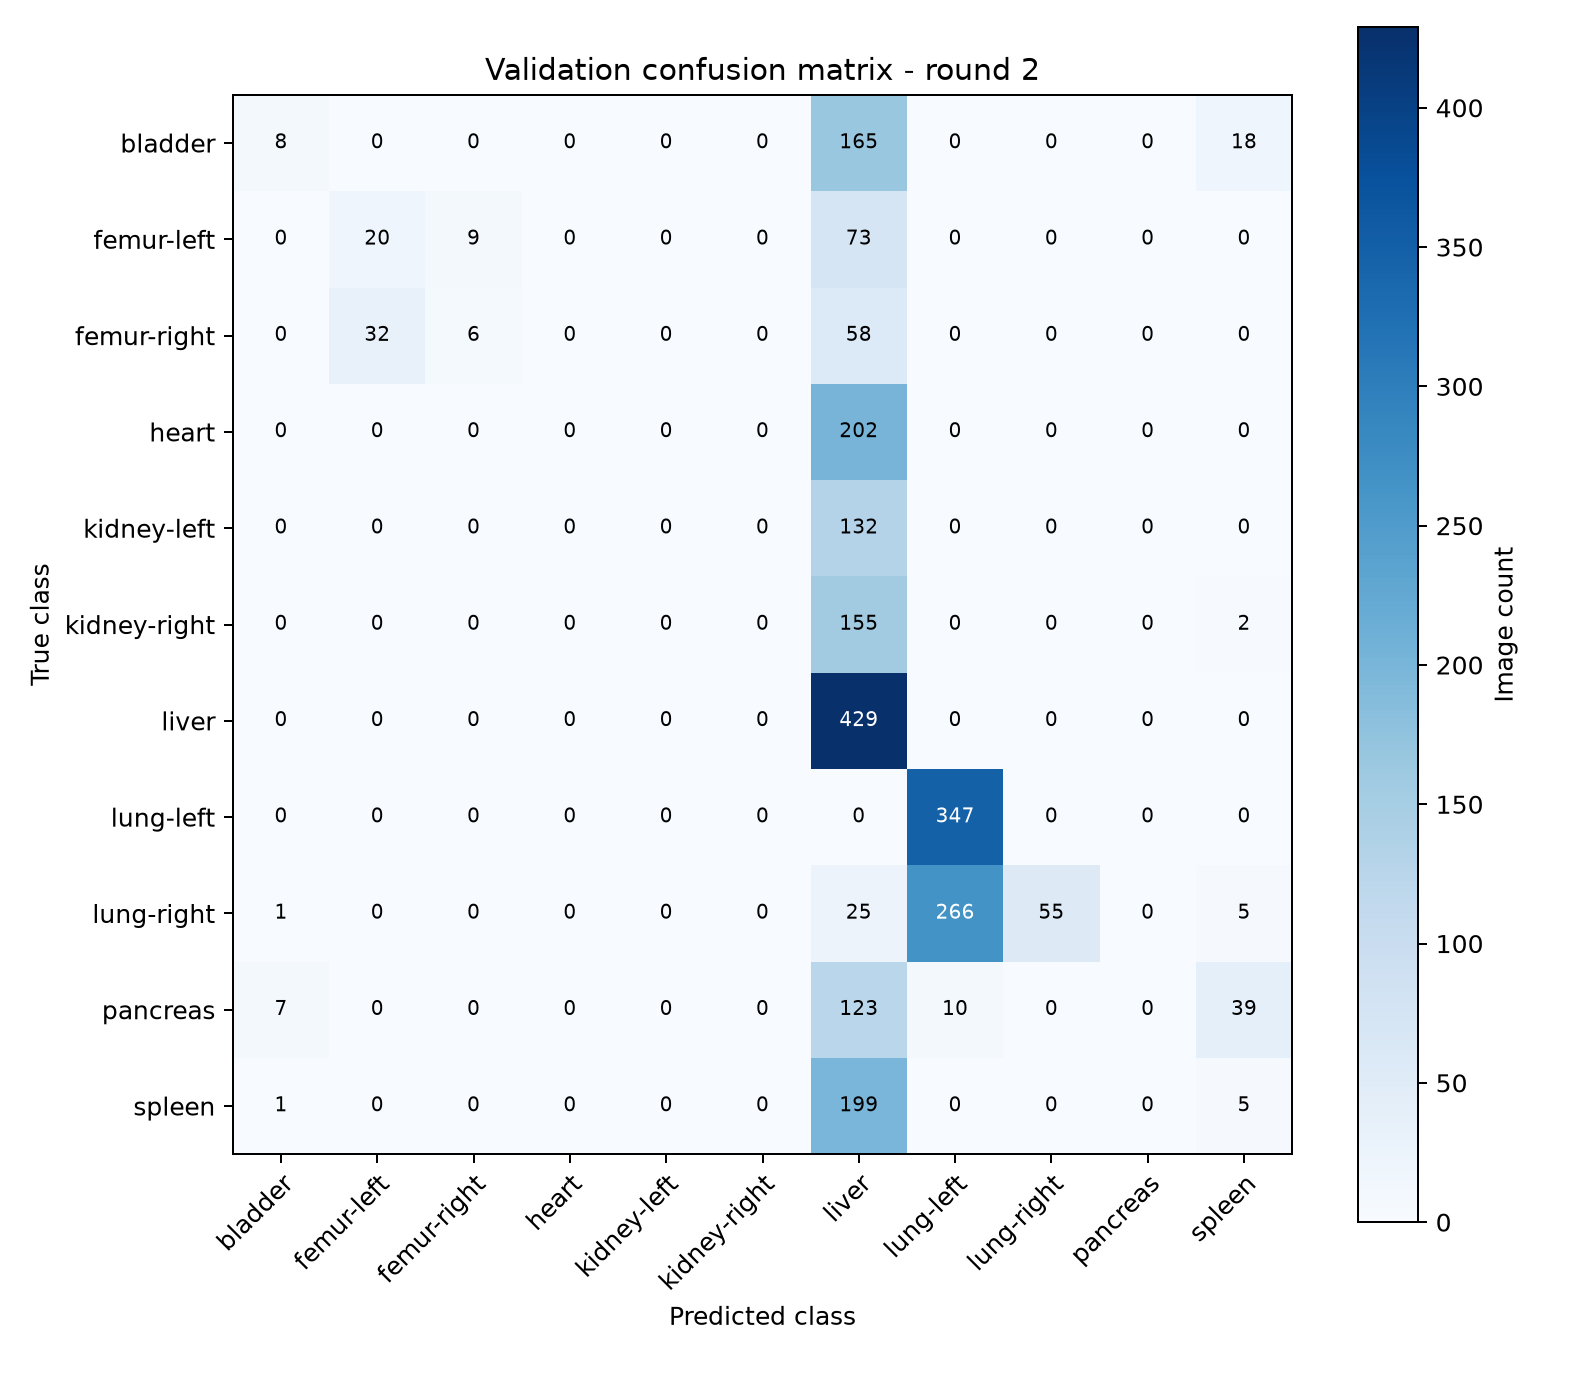 Validation confusion matrix - round 2
bladder 8 0 0 0 0 0 165 0 0 0 18
femur-left 0 20 9 0 0 0 73 0 0 0 0
femur-right 0 32 6 0 0 0 58 0 0 0 0
heart 0 0 0 0 0 0 202 0 0 0 0
kidney-left 0 0 0 0 0 0 132 0 0 0 0
kidney-right 0 0 0 0 0 0 155 0 0 0 2
liver 0 0 0 0 0 0 429 0 0 0 0
lung-left 0 0 0 0 0 0 0 347 0 0 0
lung-right 1 0 0 0 0 0 25 266 55 0 5
pancreas 7 0 0 0 0 0 123 10 0 0 39
spleen 1 0 0 0 0 0 199 0 0 0 5
bladder femur-left femur-right heart kidney-left kidney-right liver lung-left lung-right pancreas spleen
Predicted class
True class
400
350
300
250
200
150
100
50
0
Image count